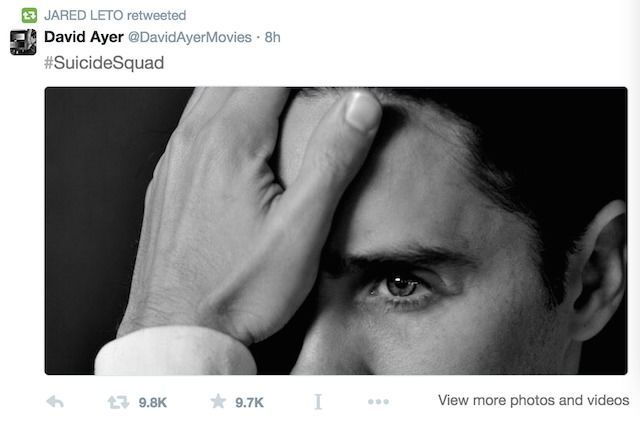 JARED LETO retweeted
David Ayer @DavidAyerMovies · 8h
#SuicideSquad
9.8K 9.7K View more photos and videos